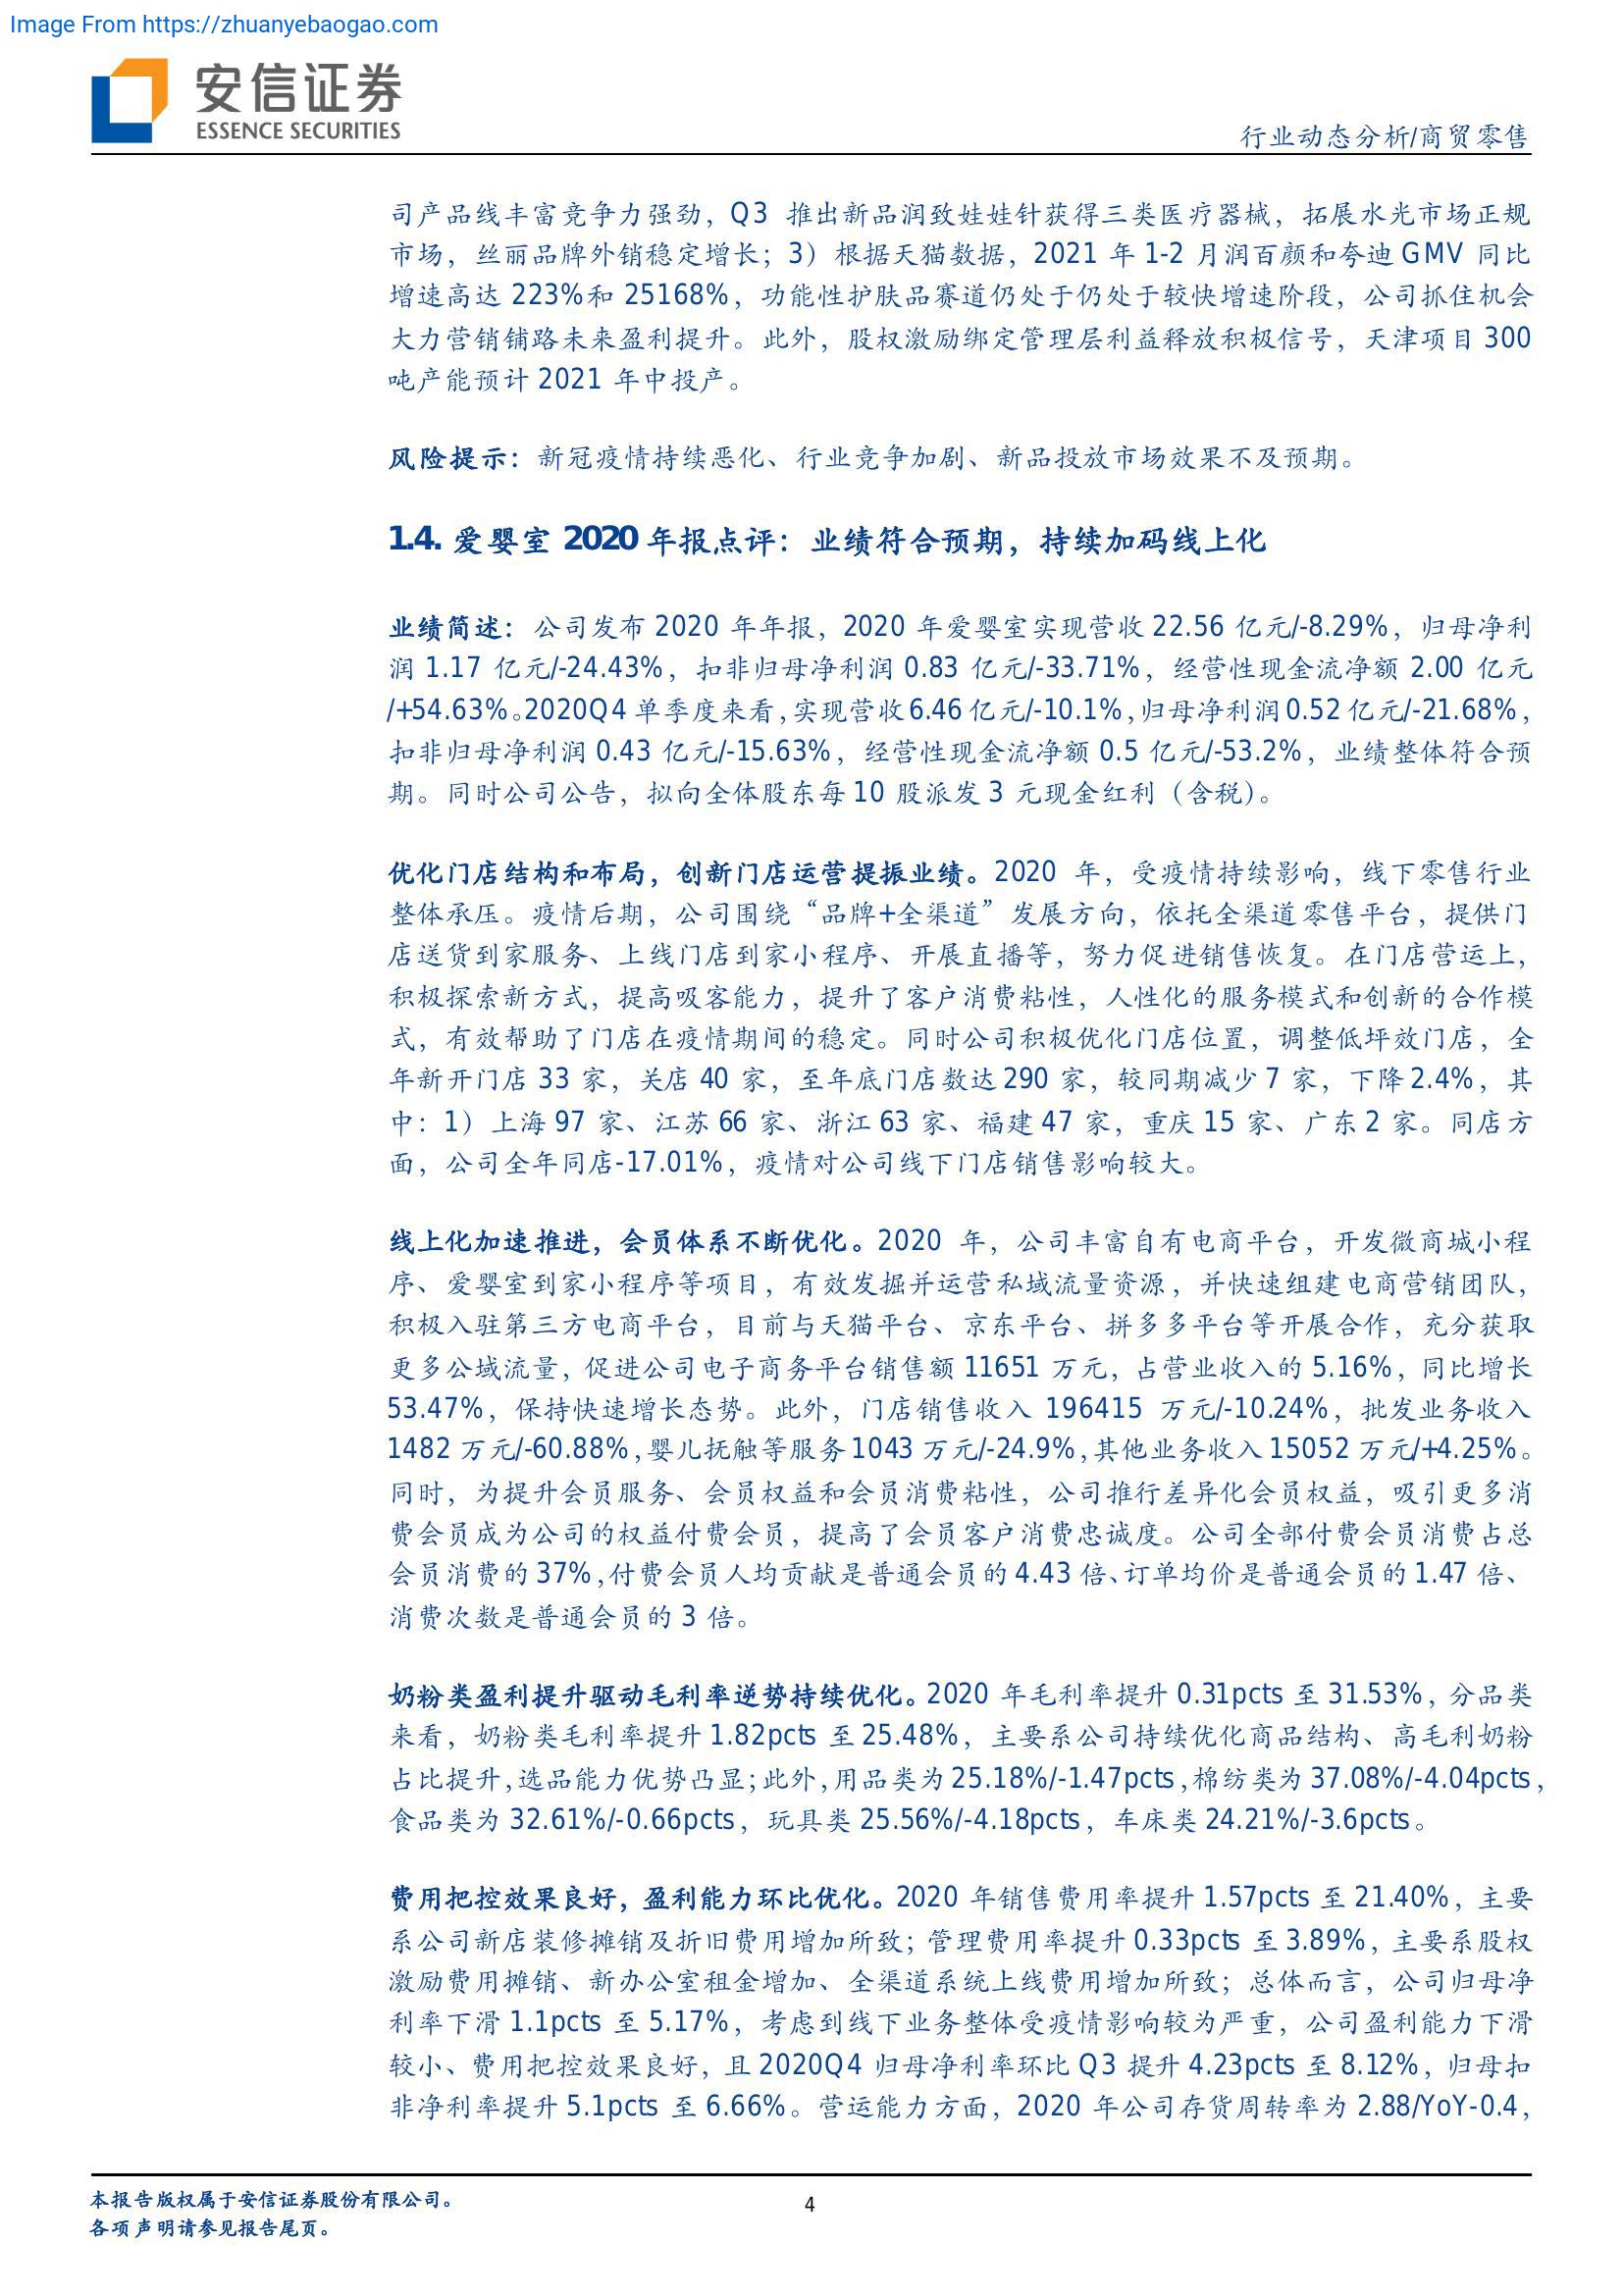 Image From https://zhuanyebaogao.com
安信证券
ESSENCE SECURITIES
行业动态分析/商贸零售
司产品线丰富竞争力强劲，Q3 推出新品润致娃娃针获得三类医疗器械，拓展水光市场正规
市场，丝丽品牌外销稳定增长；3）根据天猫数据，2021 年 1-2 月润百颜和夸迪 GMV 同比
增速高达 223%和 25168%，功能性护肤品赛道仍处于仍处于较快增速阶段，公司抓住机会
大力营销铺路未来盈利提升。此外，股权激励绑定管理层利益释放积极信号，天津项目 300
吨产能预计 2021 年中投产。
风险提示：新冠疫情持续恶化、行业竞争加剧、新品投放市场效果不及预期。
1.4. 爱婴室 2020 年报点评：业绩符合预期，持续加码线上化
业绩简述：公司发布 2020 年年报，2020 年爱婴室实现营收 22.56 亿元/-8.29%，归母净利
润 1.17 亿元/-24.43%，扣非归母净利润 0.83 亿元/-33.71%，经营性现金流净额 2.00 亿元
/+54.63%。2020Q4 单季度来看，实现营收 6.46 亿元/-10.1%，归母净利润 0.52 亿元/-21.68%，
扣非归母净利润 0.43 亿元/-15.63%，经营性现金流净额 0.5 亿元/-53.2%，业绩整体符合预
期。同时公司公告，拟向全体股东每 10 股派发 3 元现金红利（含税）。
优化门店结构和布局，创新门店运营提振业绩。2020 年，受疫情持续影响，线下零售行业
整体承压。疫情后期，公司围绕“品牌+全渠道”发展方向，依托全渠道零售平台，提供门
店送货到家服务、上线门店到家小程序、开展直播等，努力促进销售恢复。在门店营运上，
积极探索新方式，提高吸客能力，提升了客户消费粘性，人性化的服务模式和创新的合作模
式，有效帮助了门店在疫情期间的稳定。同时公司积极优化门店位置，调整低坪效门店，全
年新开门店 33 家，关店 40 家，至年底门店数达 290 家，较同期减少 7 家，下降 2.4%，其
中：1）上海 97 家、江苏 66 家、浙江 63 家、福建 47 家，重庆 15 家、广东 2 家。同店方
面，公司全年同店-17.01%，疫情对公司线下门店销售影响较大。
线上化加速推进，会员体系不断优化。2020 年，公司丰富自有电商平台，开发微商城小程
序、爱婴室到家小程序等项目，有效发掘并运营私域流量资源，并快速组建电商营销团队，
积极入驻第三方电商平台，目前与天猫平台、京东平台、拼多多平台等开展合作，充分获取
更多公域流量，促进公司电子商务平台销售额 11651 万元，占营业收入的 5.16%，同比增长
53.47%，保持快速增长态势。此外，门店销售收入 196415 万元/-10.24%，批发业务收入
1482 万元/-60.88%，婴儿抚触等服务 1043 万元/-24.9%，其他业务收入 15052 万元/+4.25%。
同时，为提升会员服务、会员权益和会员消费粘性，公司推行差异化会员权益，吸引更多消
费会员成为公司的权益付费会员，提高了会员客户消费忠诚度。公司全部付费会员消费占总
会员消费的 37%，付费会员人均贡献是普通会员的 4.43 倍、订单均价是普通会员的 1.47 倍、
消费次数是普通会员的 3 倍。
奶粉类盈利提升驱动毛利率逆势持续优化。2020 年毛利率提升 0.31pcts 至 31.53%，分品类
来看，奶粉类毛利率提升 1.82pcts 至 25.48%，主要系公司持续优化商品结构、高毛利奶粉
占比提升，选品能力优势凸显；此外，用品类为 25.18%/-1.47pcts，棉纺类为 37.08%/-4.04pcts，
食品类为 32.61%/-0.66pcts，玩具类 25.56%/-4.18pcts，车床类 24.21%/-3.6pcts。
费用把控效果良好，盈利能力环比优化。2020 年销售费用率提升 1.57pcts 至 21.40%，主要
系公司新店装修摊销及折旧费用增加所致；管理费用率提升 0.33pcts 至 3.89%，主要系股权
激励费用摊销、新办公室租金增加、全渠道系统上线费用增加所致；总体而言，公司归母净
利率下滑 1.1pcts 至 5.17%，考虑到线下业务整体受疫情影响较为严重，公司盈利能力下滑
较小、费用把控效果良好，且 2020Q4 归母净利率环比 Q3 提升 4.23pcts 至 8.12%，归母扣
非净利率提升 5.1pcts 至 6.66%。营运能力方面，2020 年公司存货周转率为 2.88/YoY-0.4，
本报告版权属于安信证券股份有限公司。
4
各项声明请参见报告尾页。